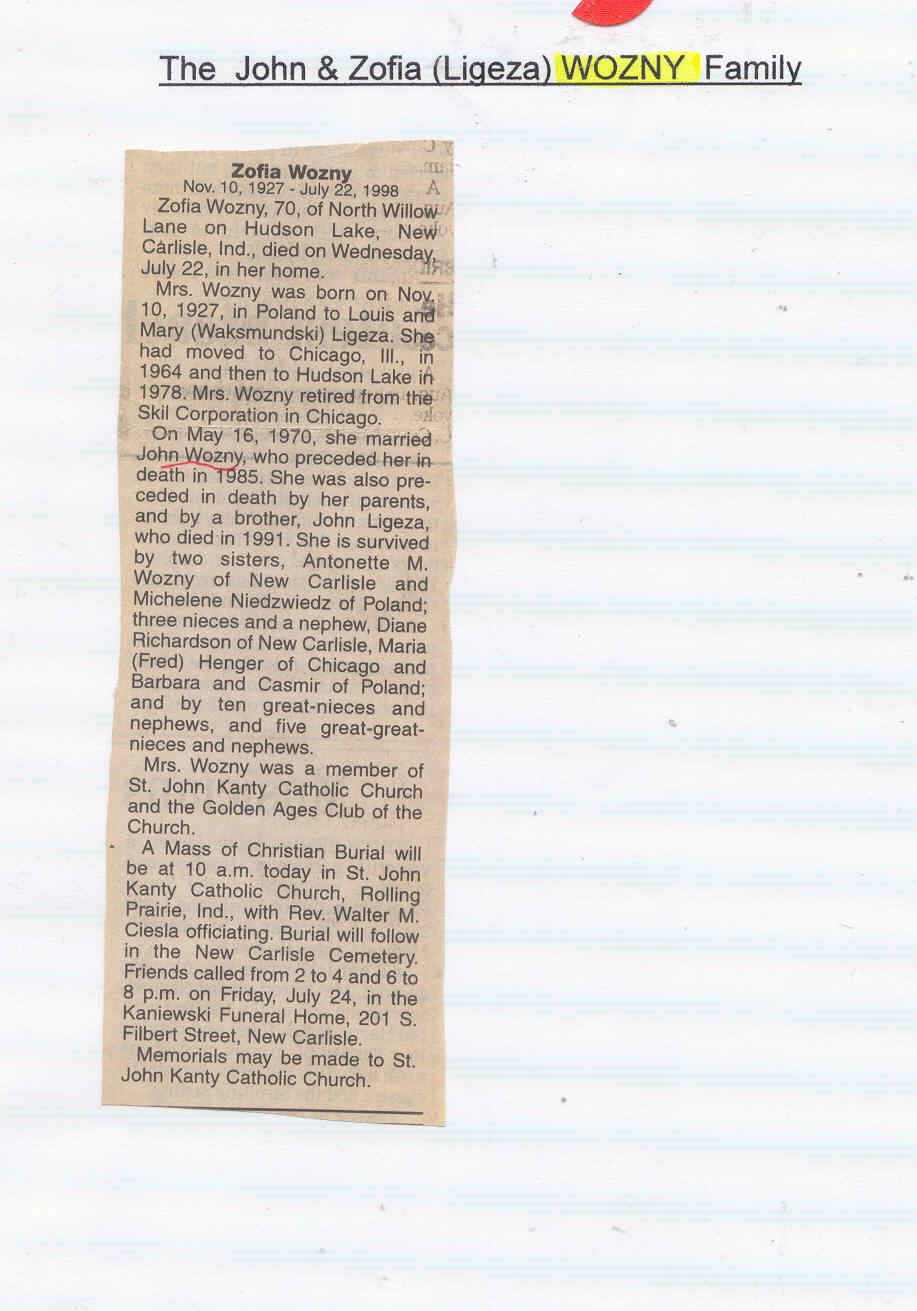 The John & Zofia (Ligeza) WOZNY Family
Zofia Wozny
Nov. 10, 1927 - July 22, 1998
Zofia Wozny, 70, of North Willow
Lane on Hudson Lake, New
Carlisle, Ind., died on Wednesday,
July 22, in her home.
Mrs. Wozny was born on Nov.
10, 1927, in Poland to Louis and
Mary (Waksmundski) Ligeza. She
had moved to Chicago, Ill., in
1964 and then to Hudson Lake in
1978. Mrs. Wozny retired from the
Skil Corporation in Chicago.
On May 16, 1970, she married
John Wozny, who preceded her in
death in 1985. She was also pre-
ceded in death by her parents,
and by a brother, John Ligeza,
who died in 1991. She is survived
by two sisters, Antonette M.
Wozny of New Carlisle and
Michelene Niedzwiedz of Poland;
three nieces and a nephew, Diane
Richardson of New Carlisle, Maria
(Fred) Henger of Chicago and
Barbara and Casmir of Poland;
and by ten great-nieces and
nephews, and five great-great-
nieces and nephews.
Mrs. Wozny was a member of
St. John Kanty Catholic Church
and the Golden Ages Club of the
Church.
A Mass of Christian Burial will
be at 10 a.m. today in St. John
Kanty Catholic Church, Rolling
Prairie, Ind., with Rev. Walter M.
Ciesla officiating. Burial will follow
in the New Carlisle Cemetery.
Friends called from 2 to 4 and 6 to
8 p.m. on Friday, July 24, in the
Kaniewski Funeral Home, 201 S.
Filbert Street, New Carlisle.
Memorials may be made to St.
John Kanty Catholic Church.